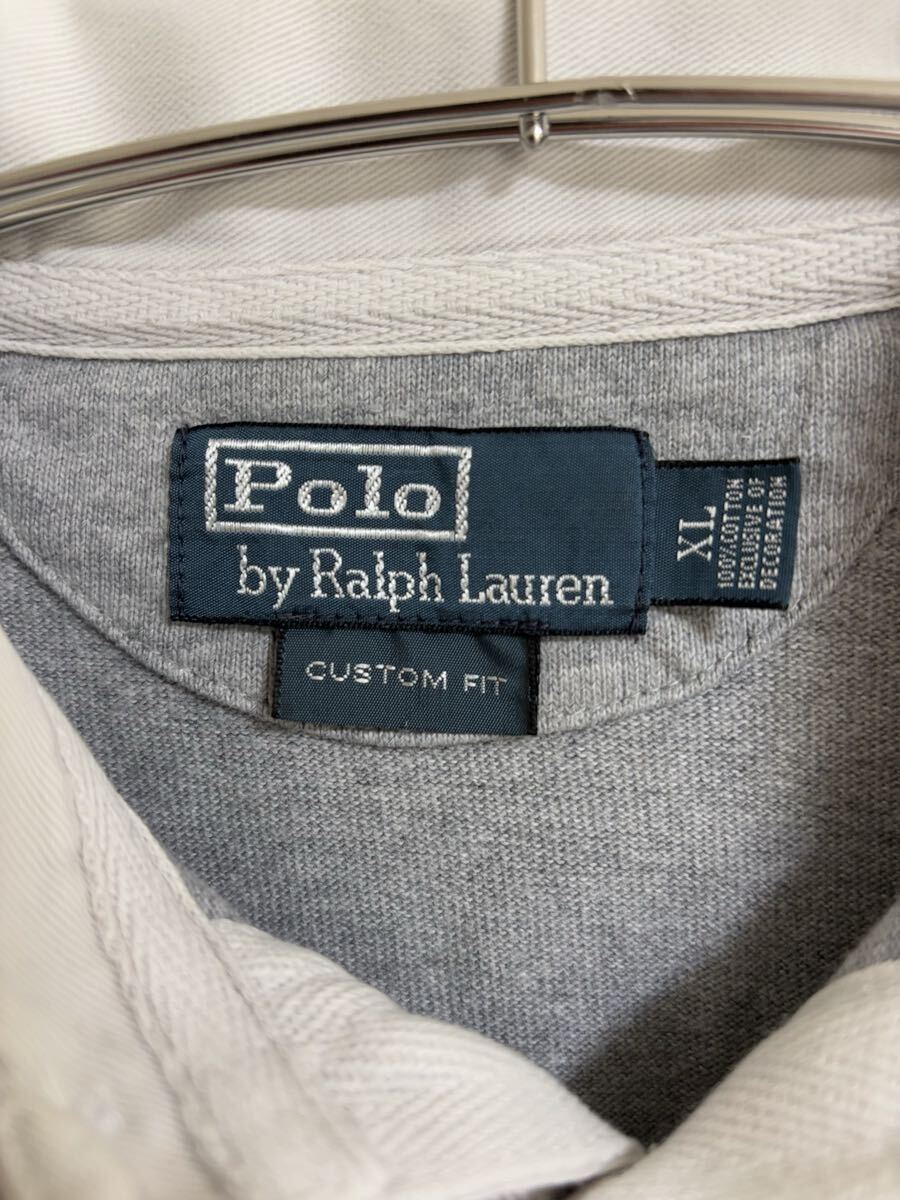 Polo
by Ralph Lauren
XL
100% COTTON
EXCLUSIVE OF
DECORATION
CUSTOM FIT